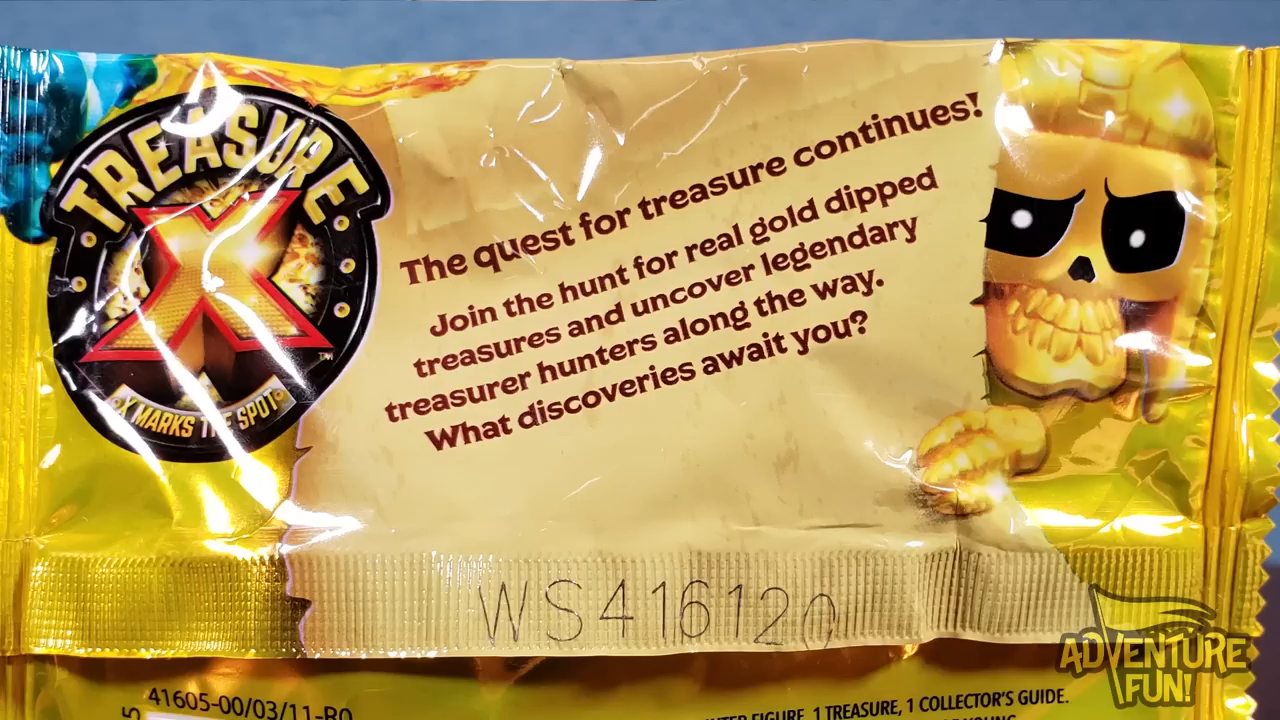 TREASURE
X
TM
X MARKS THE SPOT
The quest for treasure continues!
Join the hunt for real gold dipped
treasures and uncover legendary
treasurer hunters along the way.
What discoveries await you?
WS416120
41605-00/03/11-R0
FIGURE, 1 TREASURE, 1 COLLECTOR'S GUIDE.
ADVENTURE
FUN!